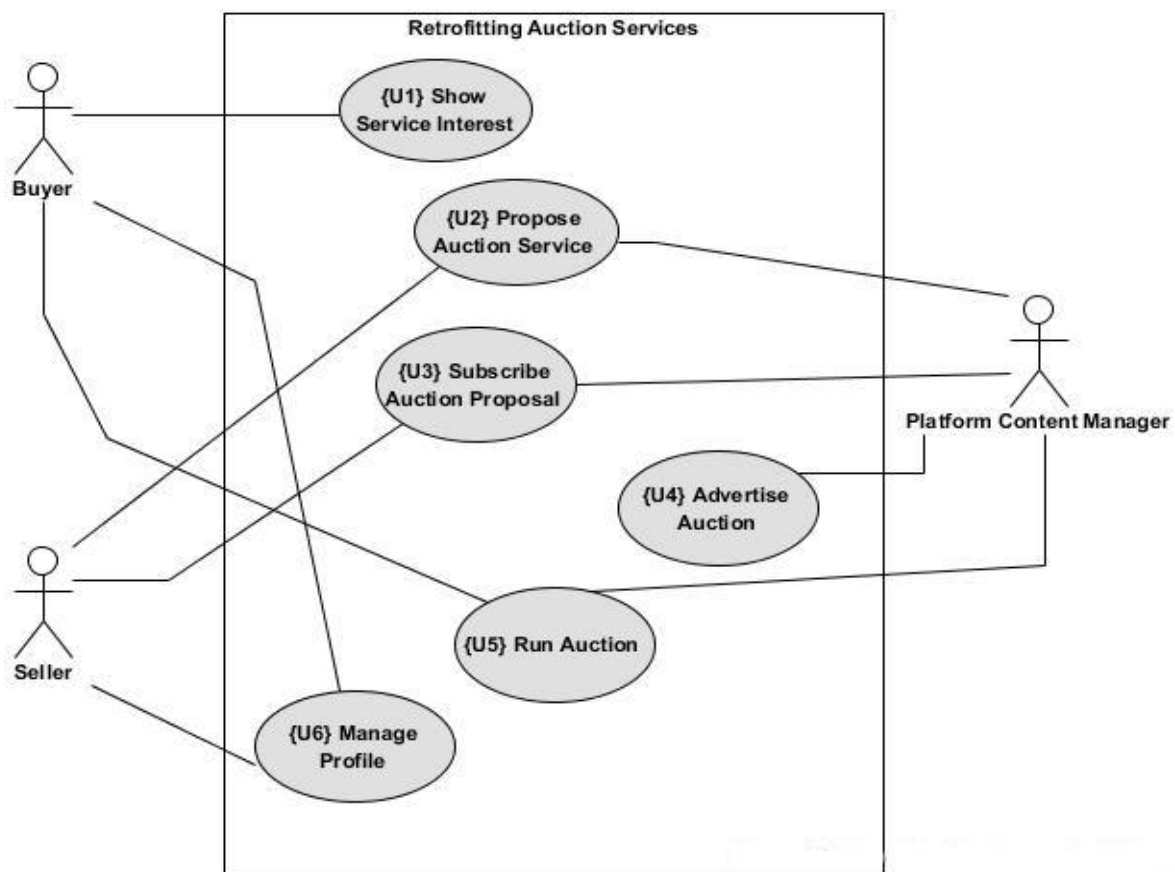 Retrofitting Auction Services
{U1} Show
Service Interest
Buyer
{U2} Propose
Auction Service
{U3} Subscribe
Auction Proposal
Platform Content Manager
{U4} Advertise
Auction
{U5} Run Auction
Seller
{U6} Manage
Profile